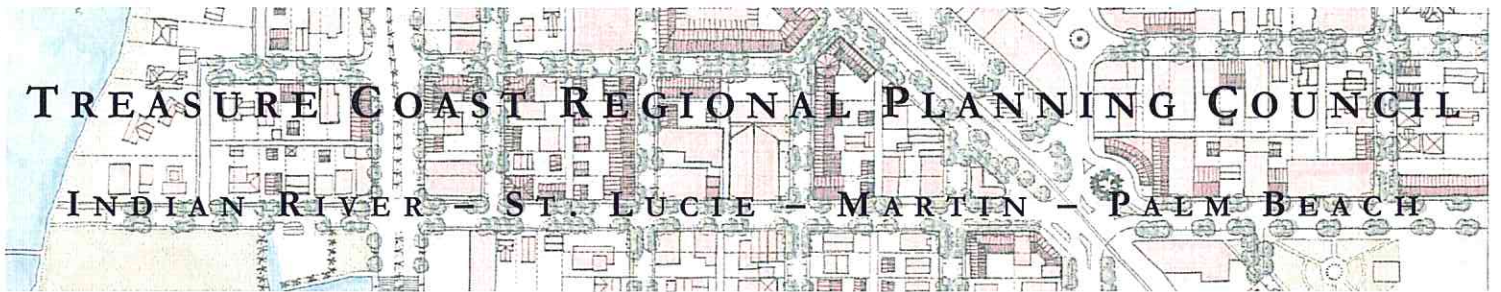 TREASURE COAST REGIONAL PLANNING COUNCIL
INDIAN RIVER – ST. LUCIE – MARTIN – PALM BEACH